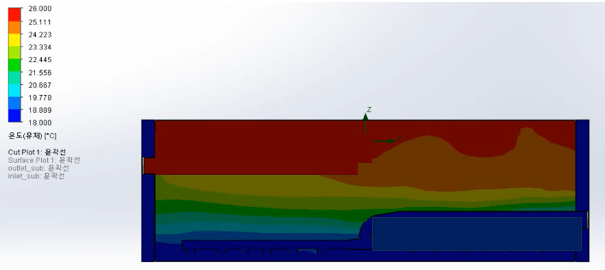 26.000
25.111
24.223
23.334
22.445
21.556
20.667
19.778
18.889
18.000
온도(유체) [°C]
Cut Plot 1: 윤곽선
Surface Plot 1: 윤곽선
outlet_sub: 윤곽선
inlet_sub: 윤곽선
Z